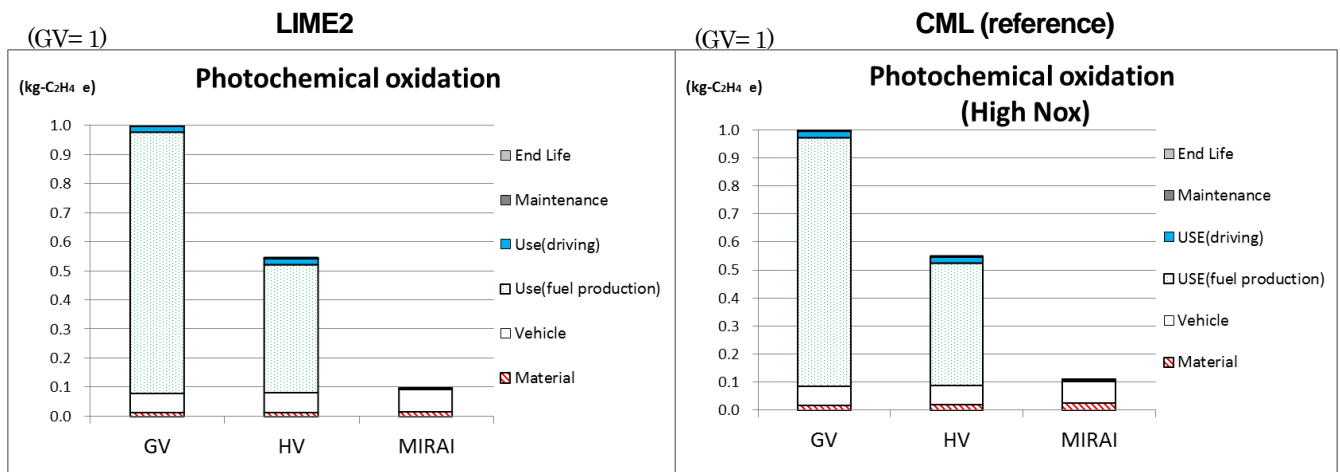 LIME2
(GV= 1)
Photochemical oxidation
(kg-C2H4 e)
1.0
0.9
0.8
0.7
0.6
0.5
0.4
0.3
0.2
0.1
0.0
GV HV MIRAI
End Life
Maintenance
Use(driving)
Use(fuel production)
Vehicle
Material
CML (reference)
(GV= 1)
Photochemical oxidation
(High Nox)
(kg-C2H4 e)
1.0
0.9
0.8
0.7
0.6
0.5
0.4
0.3
0.2
0.1
0.0
GV HV MIRAI
End Life
Maintenance
USE(driving)
USE(fuel production)
Vehicle
Material